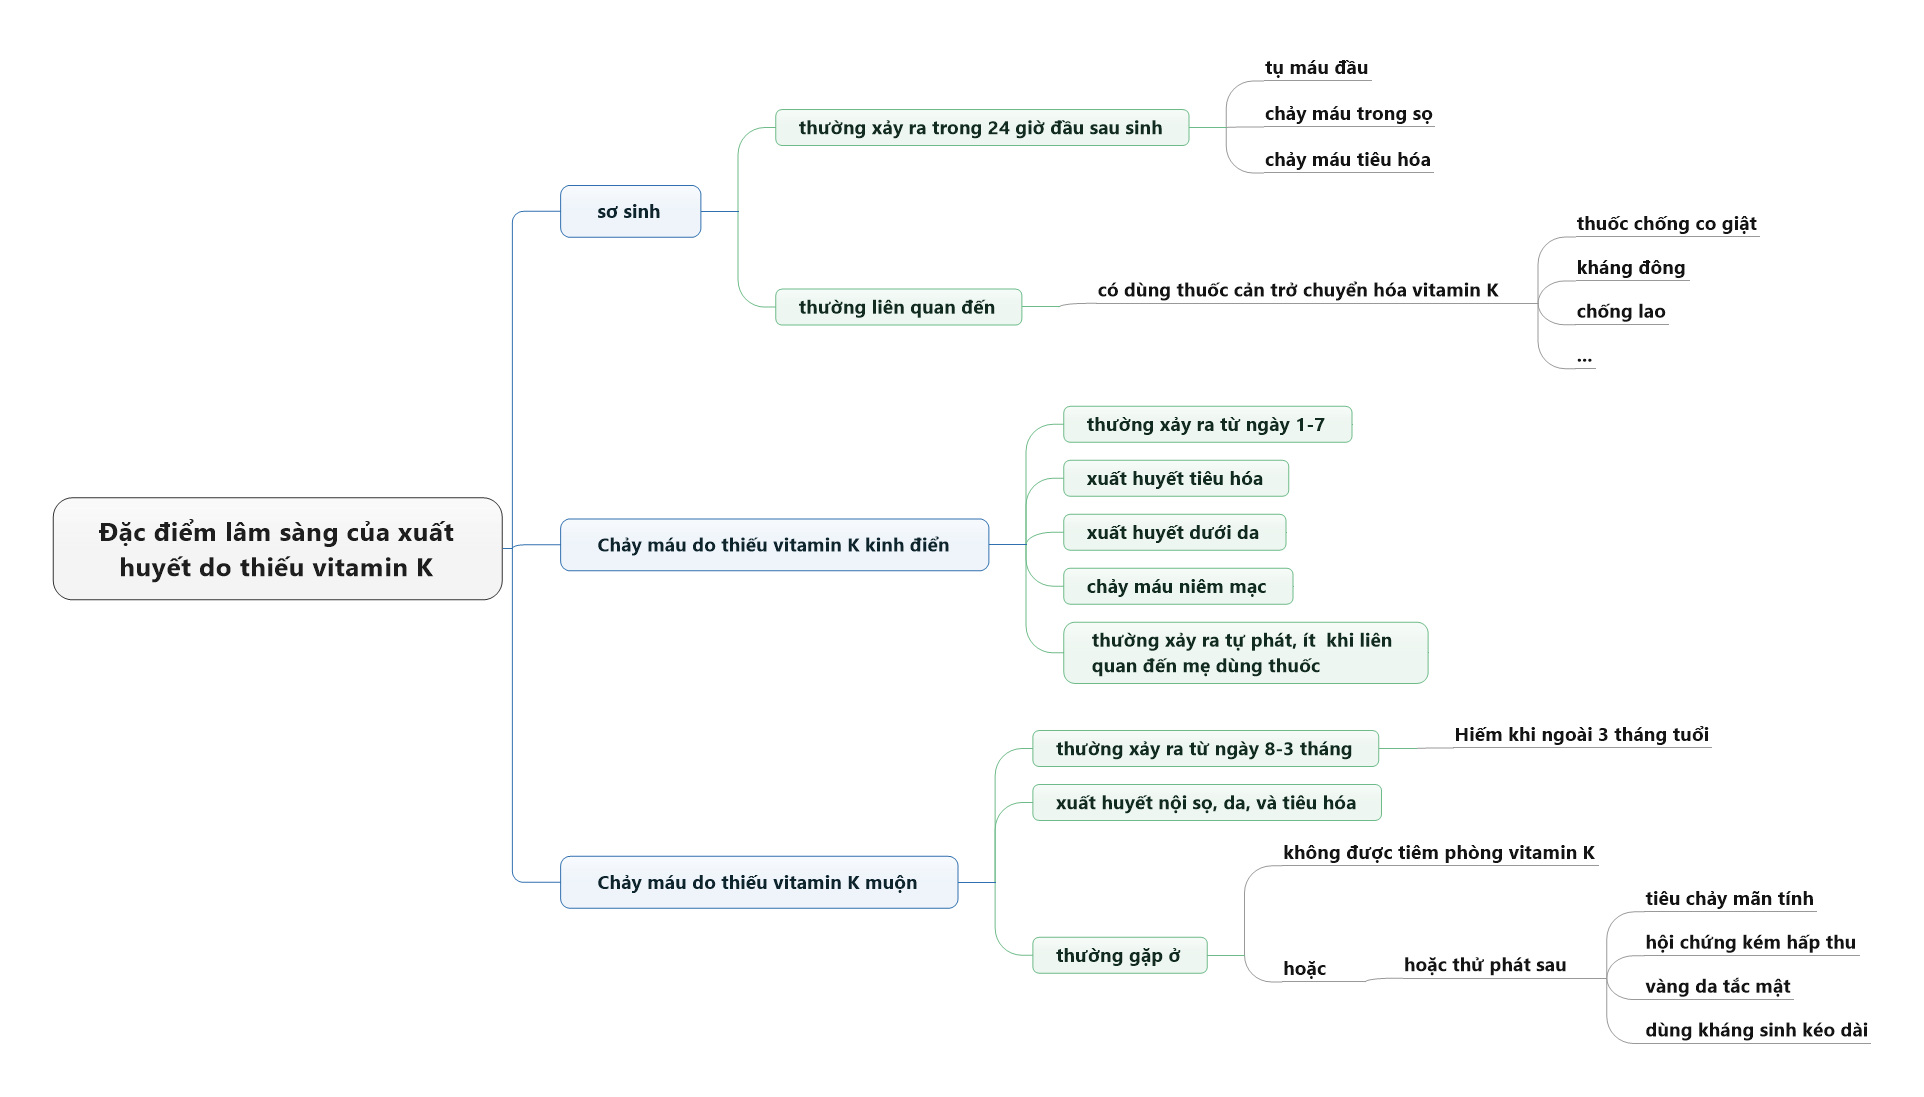 Đặc điểm lâm sàng của xuất
huyết do thiếu vitamin K
sơ sinh
thường xảy ra trong 24 giờ đầu sau sinh
tụ máu đầu
chảy máu trong sọ
chảy máu tiêu hóa
thường liên quan đến
có dùng thuốc cản trở chuyển hóa vitamin K
thuốc chống co giật
kháng đông
chống lao
...
Chảy máu do thiếu vitamin K kinh điển
thường xảy ra từ ngày 1-7
xuất huyết tiêu hóa
xuất huyết dưới da
chảy máu niêm mạc
thường xảy ra tự phát, ít  khi liên
quan đến mẹ dùng thuốc
Chảy máu do thiếu vitamin K muộn
thường xảy ra từ ngày 8-3 tháng
Hiếm khi ngoài 3 tháng tuổi
xuất huyết nội sọ, da, và tiêu hóa
thường gặp ở
không được tiêm phòng vitamin K
hoặc
hoặc thứ phát sau
tiêu chảy mãn tính
hội chứng kém hấp thu
vàng da tắc mật
dùng kháng sinh kéo dài